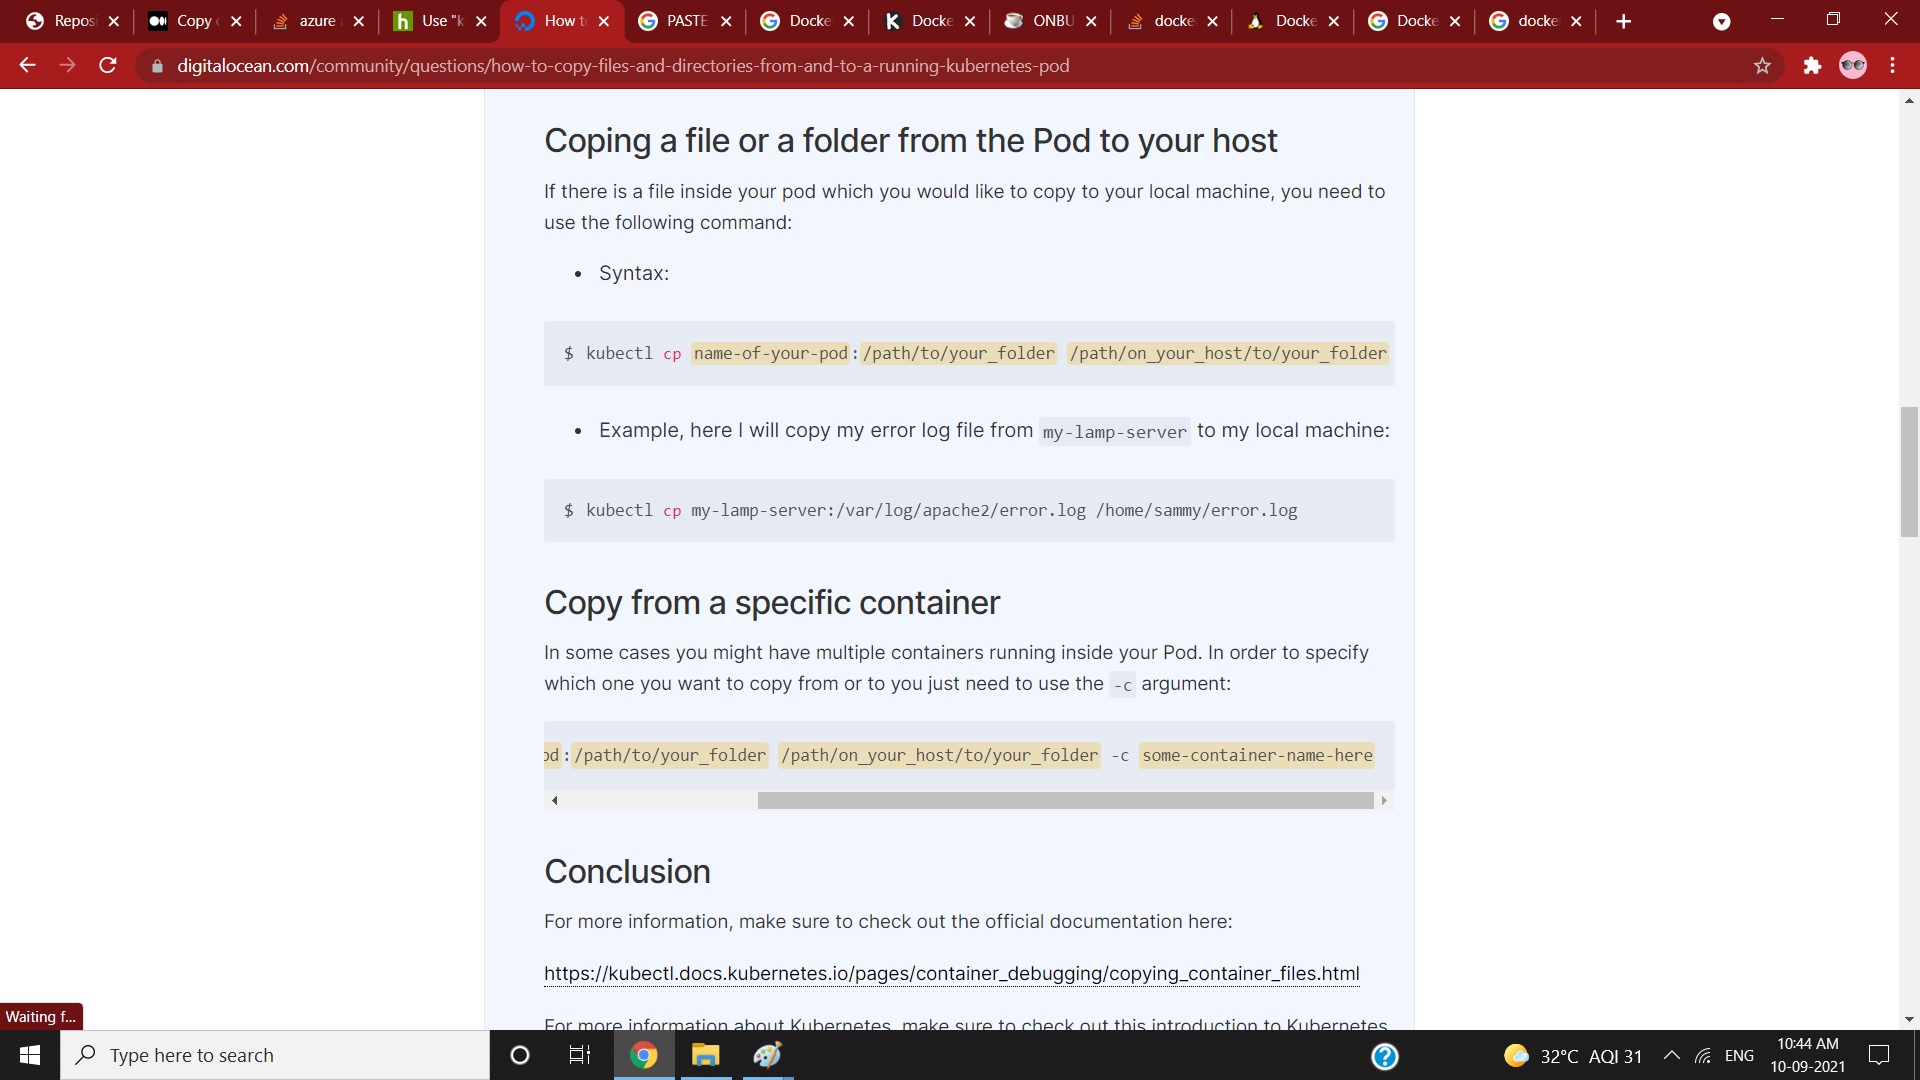 Reposi
Copy o
azure
Use "k
How to
PASTE
Docke
Docke
ONBU
docke
Docke
Docke
docke
digitalocean.com/community/questions/how-to-copy-files-and-directories-from-and-to-a-running-kubernetes-pod
Coping a file or a folder from the Pod to your host
If there is a file inside your pod which you would like to copy to your local machine, you need to
use the following command:
• Syntax:
$ kubectl cp name-of-your-pod:/path/to/your_folder /path/on_your_host/to/your_folder
• Example, here I will copy my error log file from my-lamp-server to my local machine:
$ kubectl cp my-lamp-server:/var/log/apache2/error.log /home/sammy/error.log
Copy from a specific container
In some cases you might have multiple containers running inside your Pod. In order to specify
which one you want to copy from or to you just need to use the -c argument:
od:/path/to/your_folder /path/on_your_host/to/your_folder -c some-container-name-here
Conclusion
For more information, make sure to check out the official documentation here:
https://kubectl.docs.kubernetes.io/pages/container_debugging/copying_container_files.html
For more information about Kubernetes, make sure to check out this introduction to Kubernetes
Waiting f...
Type here to search
32°C AQI 31
ENG
10:44 AM
10-09-2021